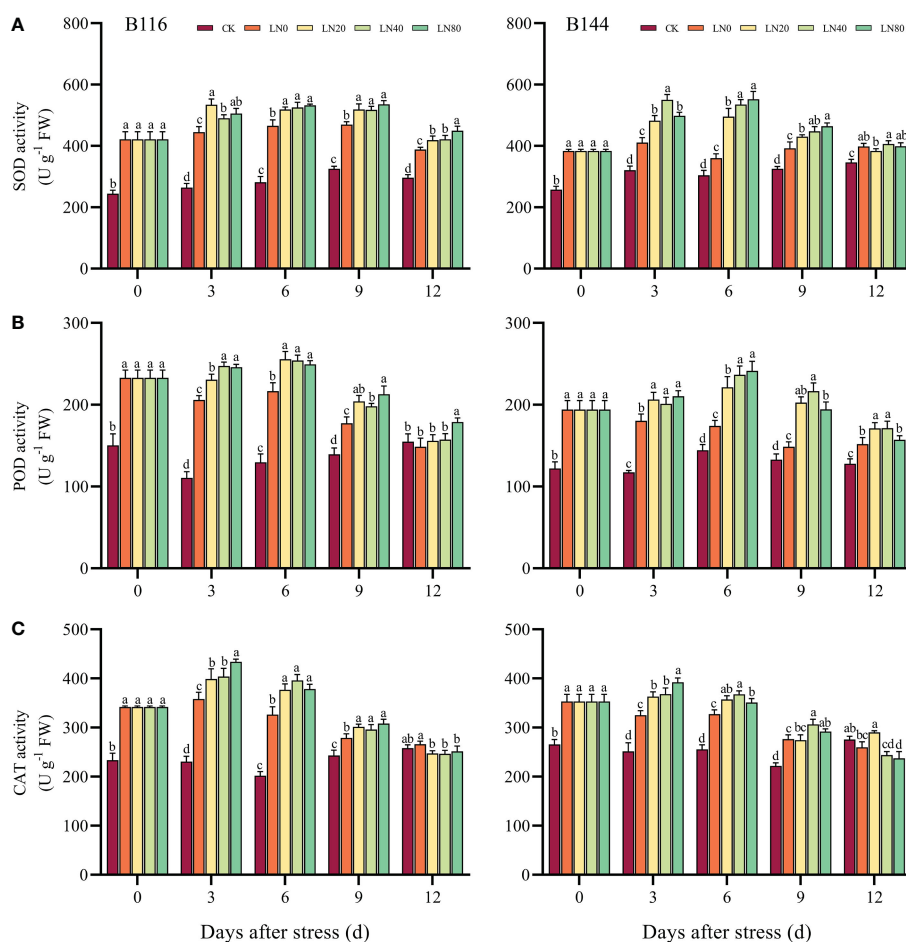 A
B116
CK LN0 LN20 LN40 LN80
B144
CK LN0 LN20 LN40 LN80
SOD activity
(U g⁻¹ FW)
800
600
400
200
0
b a a a a
d c a b ab
c b a a a
c b a a a
d c b b a
0 3 6 9 12
800
600
400
200
0
b a a a a
d c b a b
d c b a a
d c b ab a
c ab b a ab
0 3 6 9 12
B
POD activity
(U g⁻¹ FW)
300
200
100
0
b a a a a
d c b a a
c b a a a
d c ab b a
b b b b a
0 3 6 9 12
300
200
100
0
b a a a a
c b a a a
d c b a a
d c b a b
c b a a b
0 3 6 9 12
C
CAT activity
(U g⁻¹ FW)
500
400
300
200
100
0
b a a a a
d c b b a
c b a a a
c b a a a
ab a b b b
0 3 6 9 12
500
400
300
200
100
0
b a a a a
d c b b a
d c ab a b
d c bc a ab
ab bc a cd d
0 3 6 9 12
Days after stress (d)
Days after stress (d)